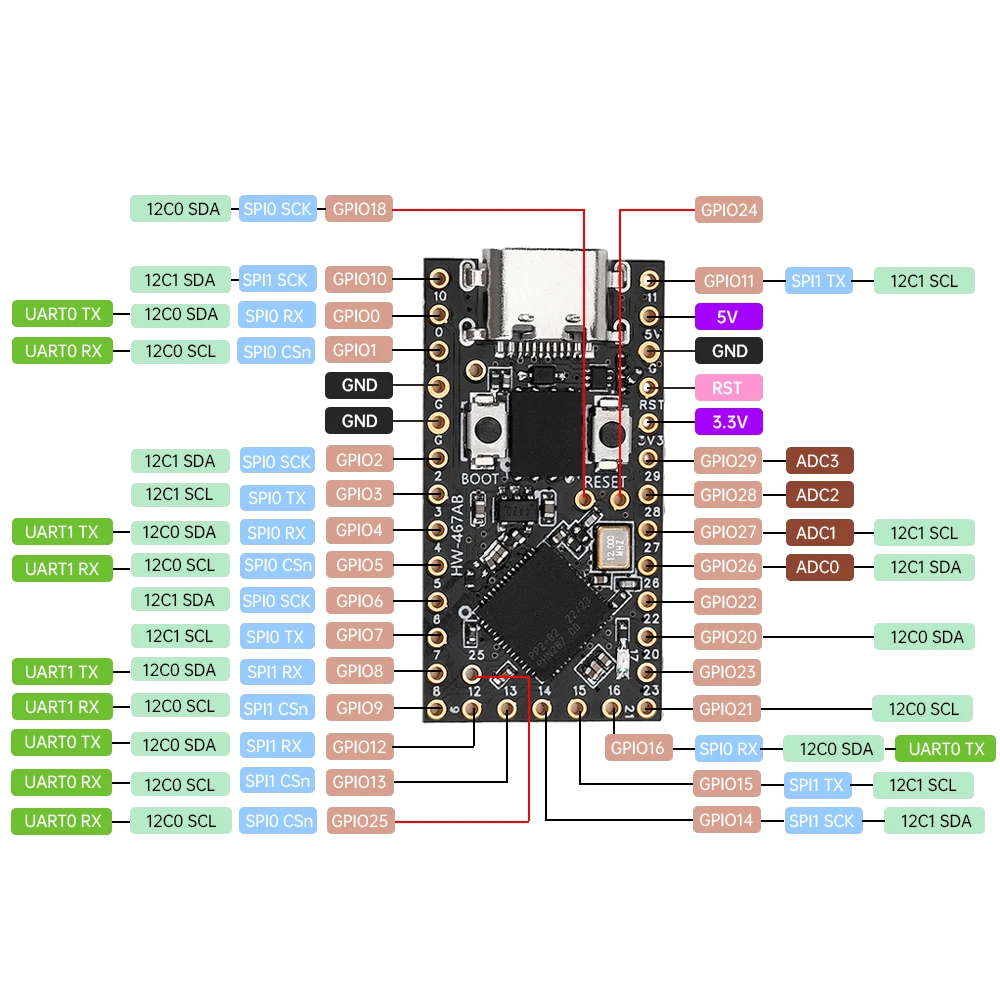 12C0 SDA SPI0 SCK GPIO18 GPIO24
12C1 SDA SPI1 SCK GPIO10 10 11 GPIO11 SPI1 TX 12C1 SCL
UART0 TX 12C0 SDA SPI0 RX GPIO0 0 5V 5V
UART0 RX 12C0 SCL SPI0 CSn GPIO1 1 G GND
GND G RST RST
GND G 3V3 3.3V
BOOT RESET
12C1 SDA SPI0 SCK GPIO2 2 29 GPIO29 ADC3
12C1 SCL SPI0 TX GPIO3 3 28 GPIO28 ADC2
HW-467AB
12.000
MHZ
UART1 TX 12C0 SDA SPI0 RX GPIO4 4 27 GPIO27 ADC1 12C1 SCL
UART1 RX 12C0 SCL SPI0 CSn GPIO5 5 26 GPIO26 ADC0 12C1 SDA
12C1 SDA SPI0 SCK GPIO6 6 22 GPIO22
12C1 SCL SPI0 TX GPIO7 7 25 17 20 GPIO20 12C0 SDA
UART1 TX 12C0 SDA SPI1 RX GPIO8 8 23 GPIO23
12 13 14 15 16
UART1 RX 12C0 SCL SPI1 CSn GPIO9 9 21 GPIO21 12C0 SCL
UART0 TX 12C0 SDA SPI1 RX GPIO12 GPIO16 SPI0 RX 12C0 SDA UART0 TX
UART0 RX 12C0 SCL SPI1 CSn GPIO13 GPIO15 SPI1 TX 12C1 SCL
UART0 RX 12C0 SCL SPI0 CSn GPIO25 GPIO14 SPI1 SCK 12C1 SDA